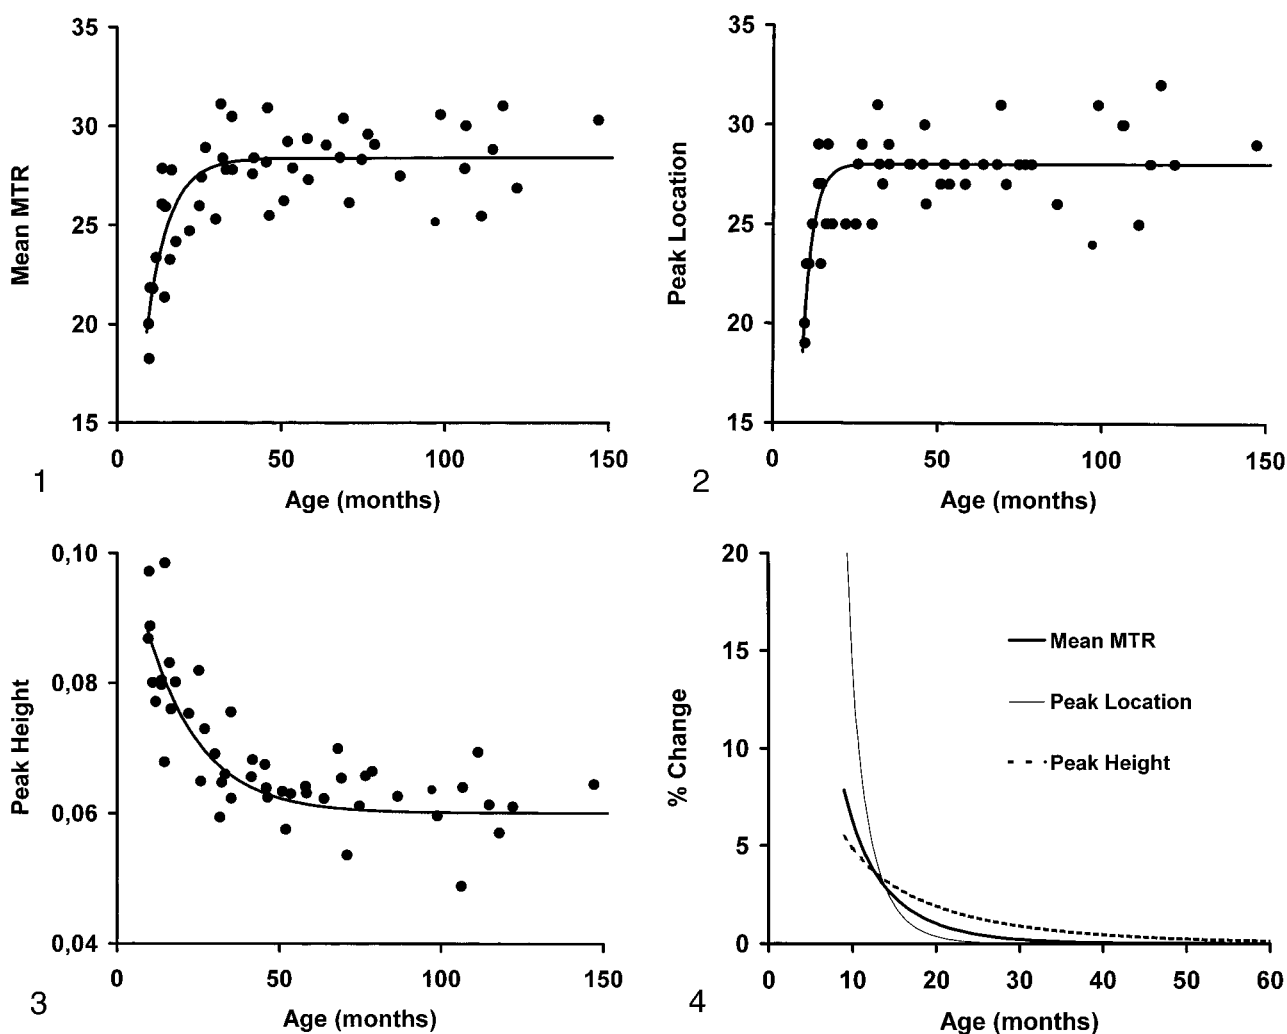 35
30
25
20
15
Mean MTR
0 50 100 150
Age (months)
1
35
30
25
20
15
Peak Location
0 50 100 150
Age (months)
2
0,10
0,08
0,06
0,04
Peak Height
0 50 100 150
Age (months)
3
20
15
10
5
0
% Change
Mean MTR
Peak Location
Peak Height
0 10 20 30 40 50 60
Age (months)
4